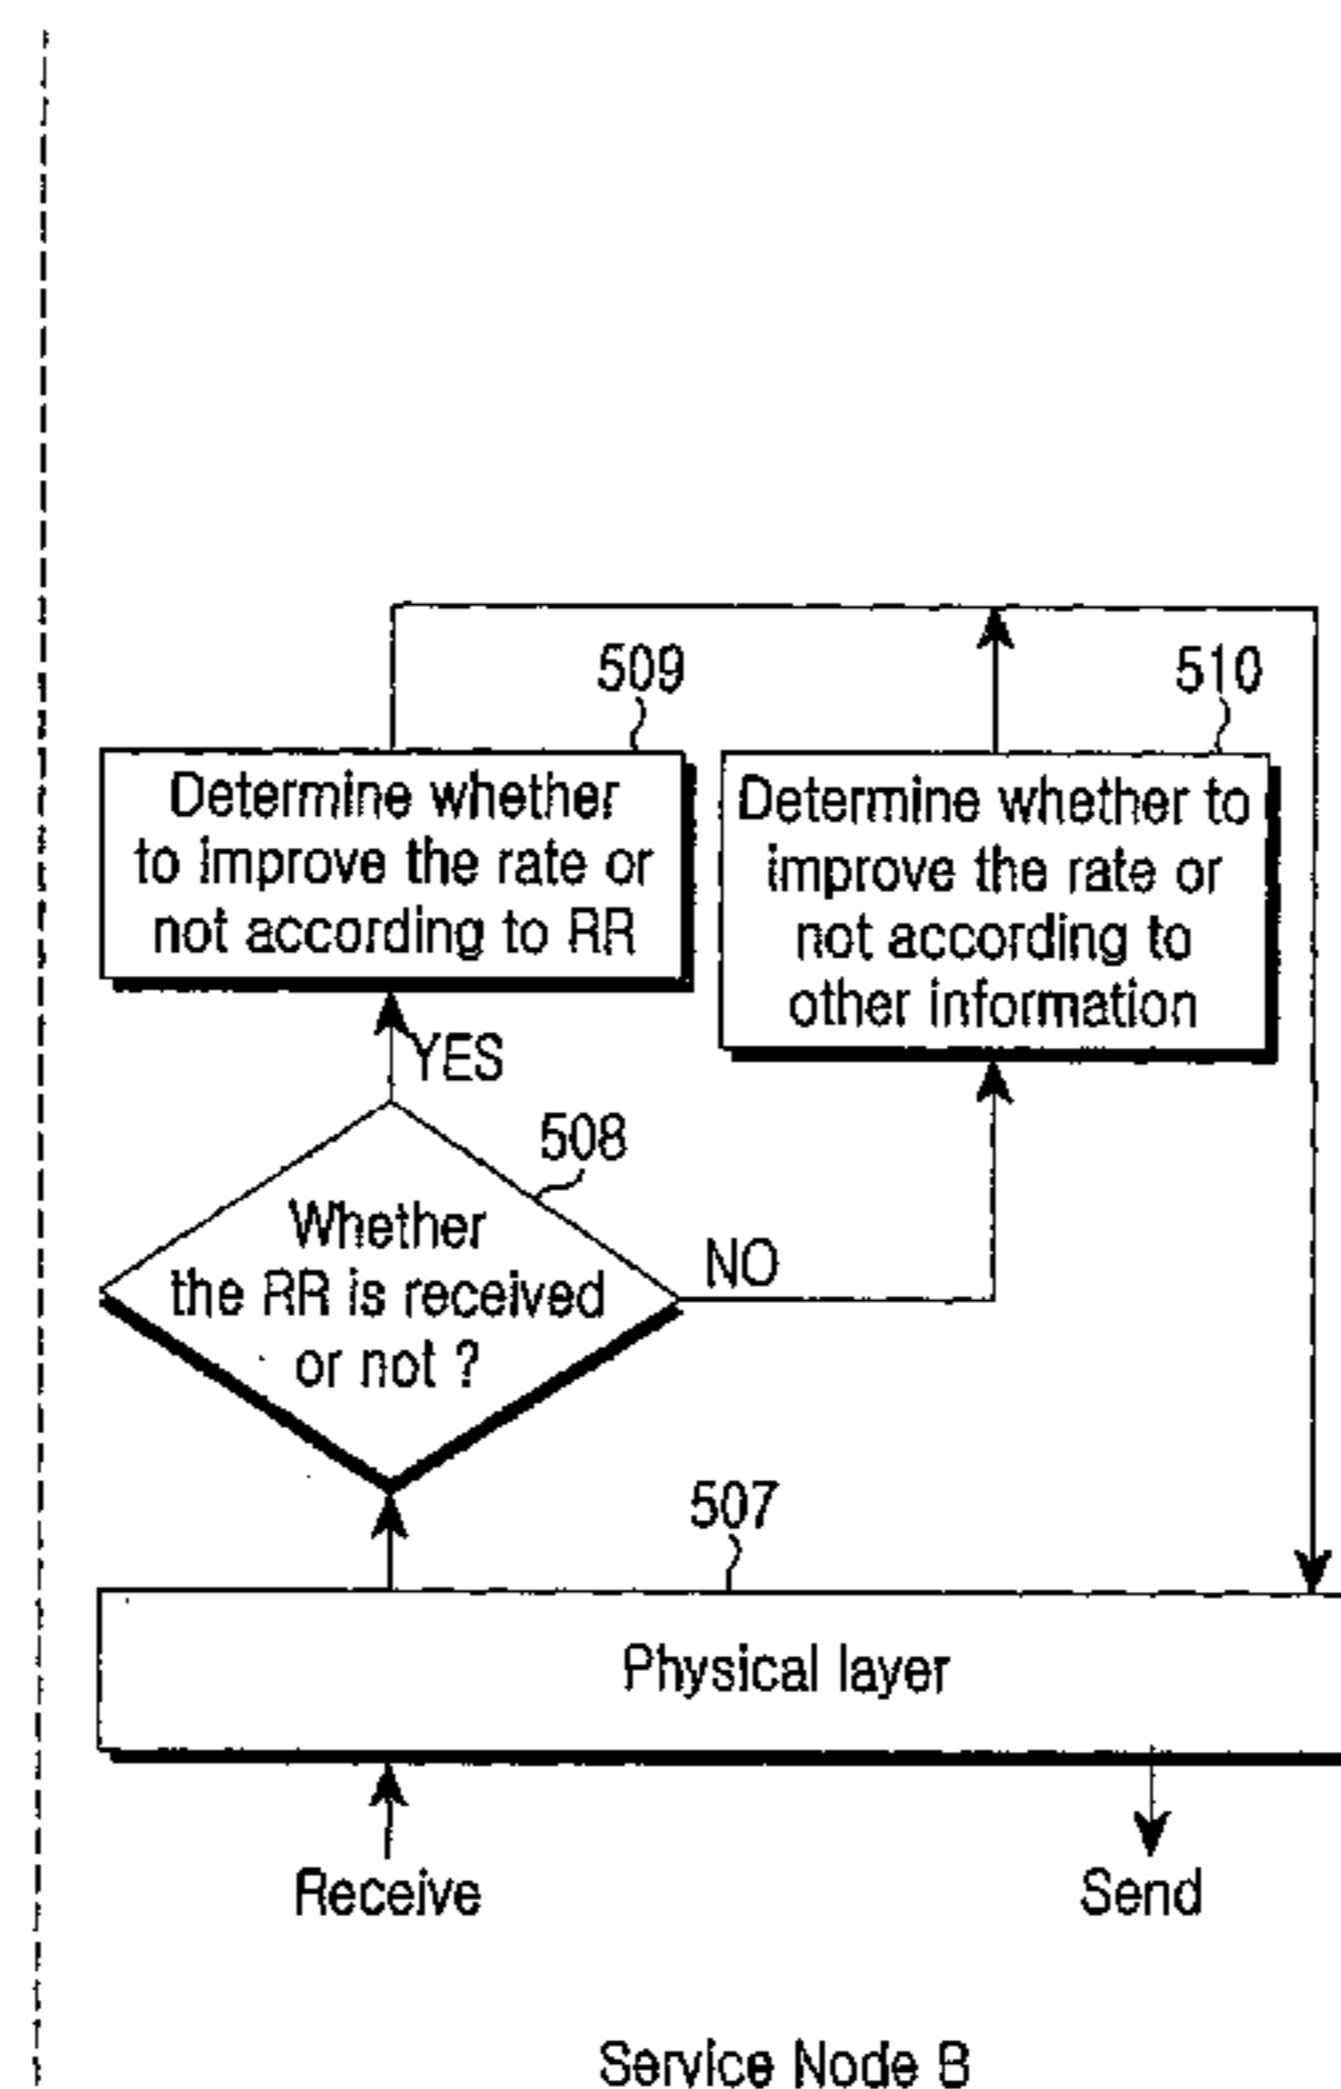 509
510
Determine whether
to improve the rate or
not according to RR
Determine whether to
improve the rate or
not according to
other information
YES
508
Whether
the RR is received
or not ?
NO
507
Physical layer
Receive
Send
Service Node B